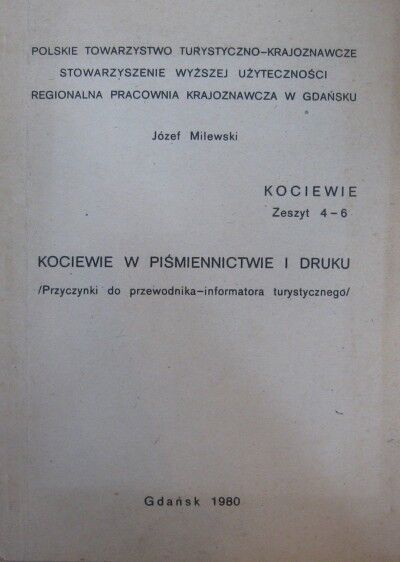 POLSKIE TOWARZYSTWO TURYSTYCZNO-KRAJOZNAWCZE
STOWARZYSZENIE WYŻSZEJ UŻYTECZNOŚCI
REGIONALNA PRACOWNIA KRAJOZNAWCZA W GDAŃSKU
Józef Milewski
KOCIEWIE
Zeszyt 4-6
KOCIEWIE W PIŚMIENNICTWIE I DRUKU
/Przyczynki do przewodnika-informatora turystycznego/
Gdańsk 1980